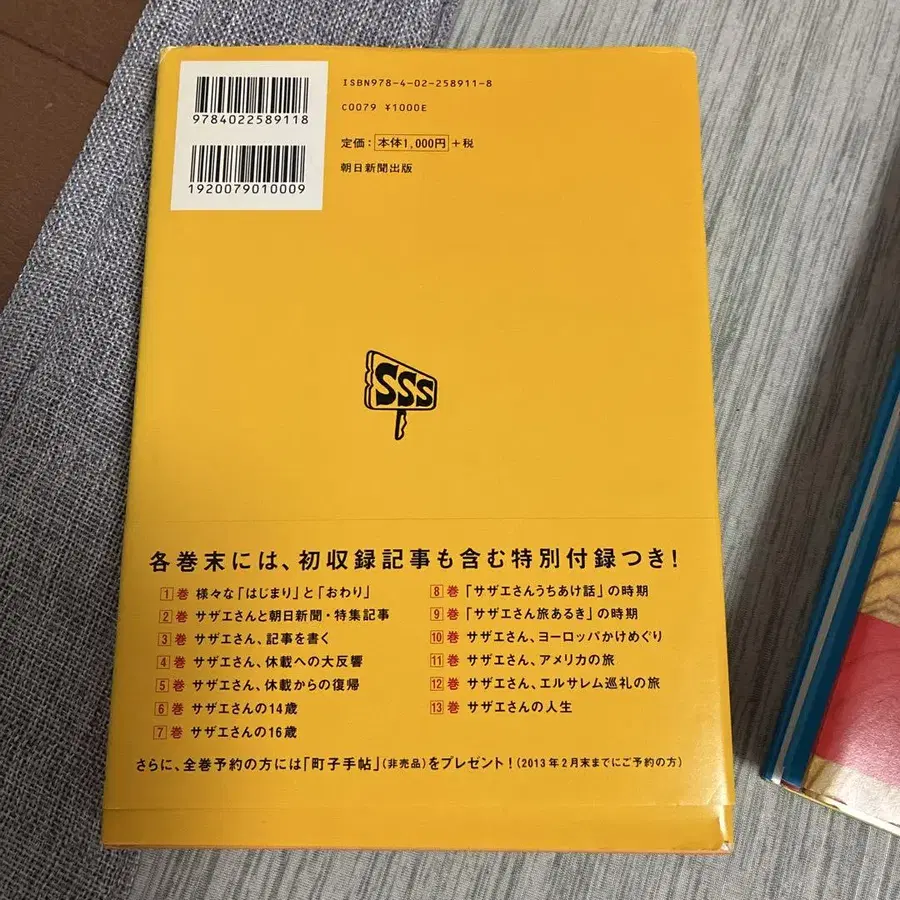 ISBN978-4-02-258911-8
C0079 ¥1000E
9784022589118
定価：本体1,000円+税
朝日新聞出版
1920079010009
SSS
各巻末には、初収録記事も含む特別付録つき！
1巻 様々な「はじまり」と「おわり」
2巻 サザエさんと朝日新聞・特集記事
3巻 サザエさん、記事を書く
4巻 サザエさん、休載への大反響
5巻 サザエさん、休載からの復帰
6巻 サザエさんの14歳
7巻 サザエさんの16歳
8巻 「サザエさんうちあけ話」の時期
9巻 「サザエさん旅あるき」の時期
10巻 サザエさん、ヨーロッパかけめぐり
11巻 サザエさん、アメリカの旅
12巻 サザエさん、エルサレム巡礼の旅
13巻 サザエさんの人生
さらに、全巻予約の方には「町子手帖」(非売品)をプレゼント！(2013年2月末までにご予約の方)